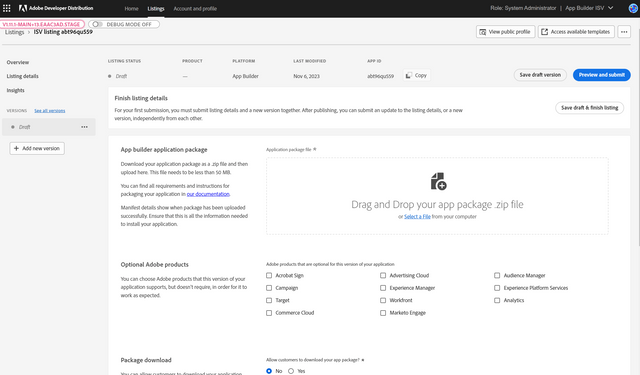 Adobe Developer Distribution
Home
Listings
Account and profile
Role: System Administrator
App Builder ISV
V1.11.1-MAIN+13.EAAC3AD STAGE
DEBUG MODE OFF
Listings
ISV listing abt96qu5S9
View public profile
Access available templates
Overview
Listing details
Insights
VERSIONS
See all versions
Draft
Add new version
LISTING STATUS
PRODUCT
PLATFORM
LAST MODIFIED
APP ID
Draft
—
App Builder
Nov 6, 2023
abt96quS59
Copy
Save draft version
Preview and submit
Finish listing details
For your first submission, you must submit listing details and a new version together. After publishing, you can submit an update to the listing details, or a new
version, independently from each other.
Save draft & finish listing
App builder application package
Download your application package as a .zip file and then
upload here. This file needs to be less than 50 MB.
You can find all requirements and instructions for
packaging your application in our documentation.
Manifest details show when package has been uploaded
successfully. Ensure that this is all the information needed
to install your application.
Application package file *
Drag and Drop your app package .zip file
or Select a File from your computer
Optional Adobe products
You can choose Adobe products that this version of your
application supports, but doesn't require, in order for it to
work as expected.
Adobe products that are optional for this version of your application
Acrobat Sign
Advertising Cloud
Audience Manager
Campaign
Experience Manager
Experience Platform Services
Target
Workfront
Analytics
Commerce Cloud
Marketo Engage
Package download
You can allow customers to download your application
Allow customers to download your app package? *
No
Yes